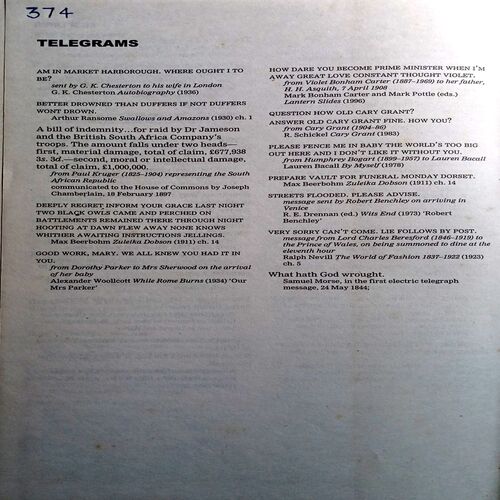 374
TELEGRAMS
AM IN MARKET HARBOROUGH. WHERE OUGHT I TO
BE?
sent by G. K. Chesterton to his wife in London
G. K. Chesterton Autobiography (1936)
BETTER DROWNED THAN DUFFERS IF NOT DUFFERS
WONT DROWN.
Arthur Ransome Swallows and Amazons (1930) ch. 1
A bill of indemnity...for raid by Dr Jameson
and the British South Africa Company's
troops. The amount falls under two heads—
first, material damage, total of claim, £677,938
3s. 3d.—second, moral or intellectual damage,
total of claim, £1,000,000.
from Paul Kruger (1825–1904) representing the South
African Republic
communicated to the House of Commons by Joseph
Chamberlain, 18 February 1897
DEEPLY REGRET INFORM YOUR GRACE LAST NIGHT
TWO BLACK OWLS CAME AND PERCHED ON
BATTLEMENTS REMAINED THERE THROUGH NIGHT
HOOTING AT DAWN FLEW AWAY NONE KNOWS
WHITHER AWAITING INSTRUCTIONS JELLINGS.
Max Beerbohm Zuleika Dobson (1911) ch. 14
GOOD WORK, MARY. WE ALL KNEW YOU HAD IT IN
YOU.
from Dorothy Parker to Mrs Sherwood on the arrival
of her baby
Alexander Woollcott While Rome Burns (1934) 'Our
Mrs Parker'
HOW DARE YOU BECOME PRIME MINISTER WHEN I'M
AWAY GREAT LOVE CONSTANT THOUGHT VIOLET.
from Violet Bonham Carter (1887–1969) to her father,
H. H. Asquith, 7 April 1908
Mark Bonham Carter and Mark Pottle (eds.)
Lantern Slides (1996)
QUESTION HOW OLD CARY GRANT?
ANSWER OLD CARY GRANT FINE. HOW YOU?
from Cary Grant (1904–86)
R. Schickel Cary Grant (1983)
PLEASE FENCE ME IN BABY THE WORLD'S TOO BIG
OUT HERE AND I DON'T LIKE IT WITHOUT YOU.
from Humphrey Bogart (1899–1957) to Lauren Bacall
Lauren Bacall By Myself (1978)
PREPARE VAULT FOR FUNERAL MONDAY DORSET.
Max Beerbohm Zuleika Dobson (1911) ch. 14
STREETS FLOODED. PLEASE ADVISE.
message sent by Robert Benchley on arriving in
Venice
R. E. Drennan (ed.) Wits End (1973) 'Robert
Benchley'
VERY SORRY CAN'T COME. LIE FOLLOWS BY POST.
message from Lord Charles Beresford (1846–1919) to
the Prince of Wales, on being summoned to dine at the
eleventh hour
Ralph Nevill The World of Fashion 1837–1922 (1923)
ch. 5
What hath God wrought.
Samuel Morse, in the first electric telegraph
message, 24 May 1844;